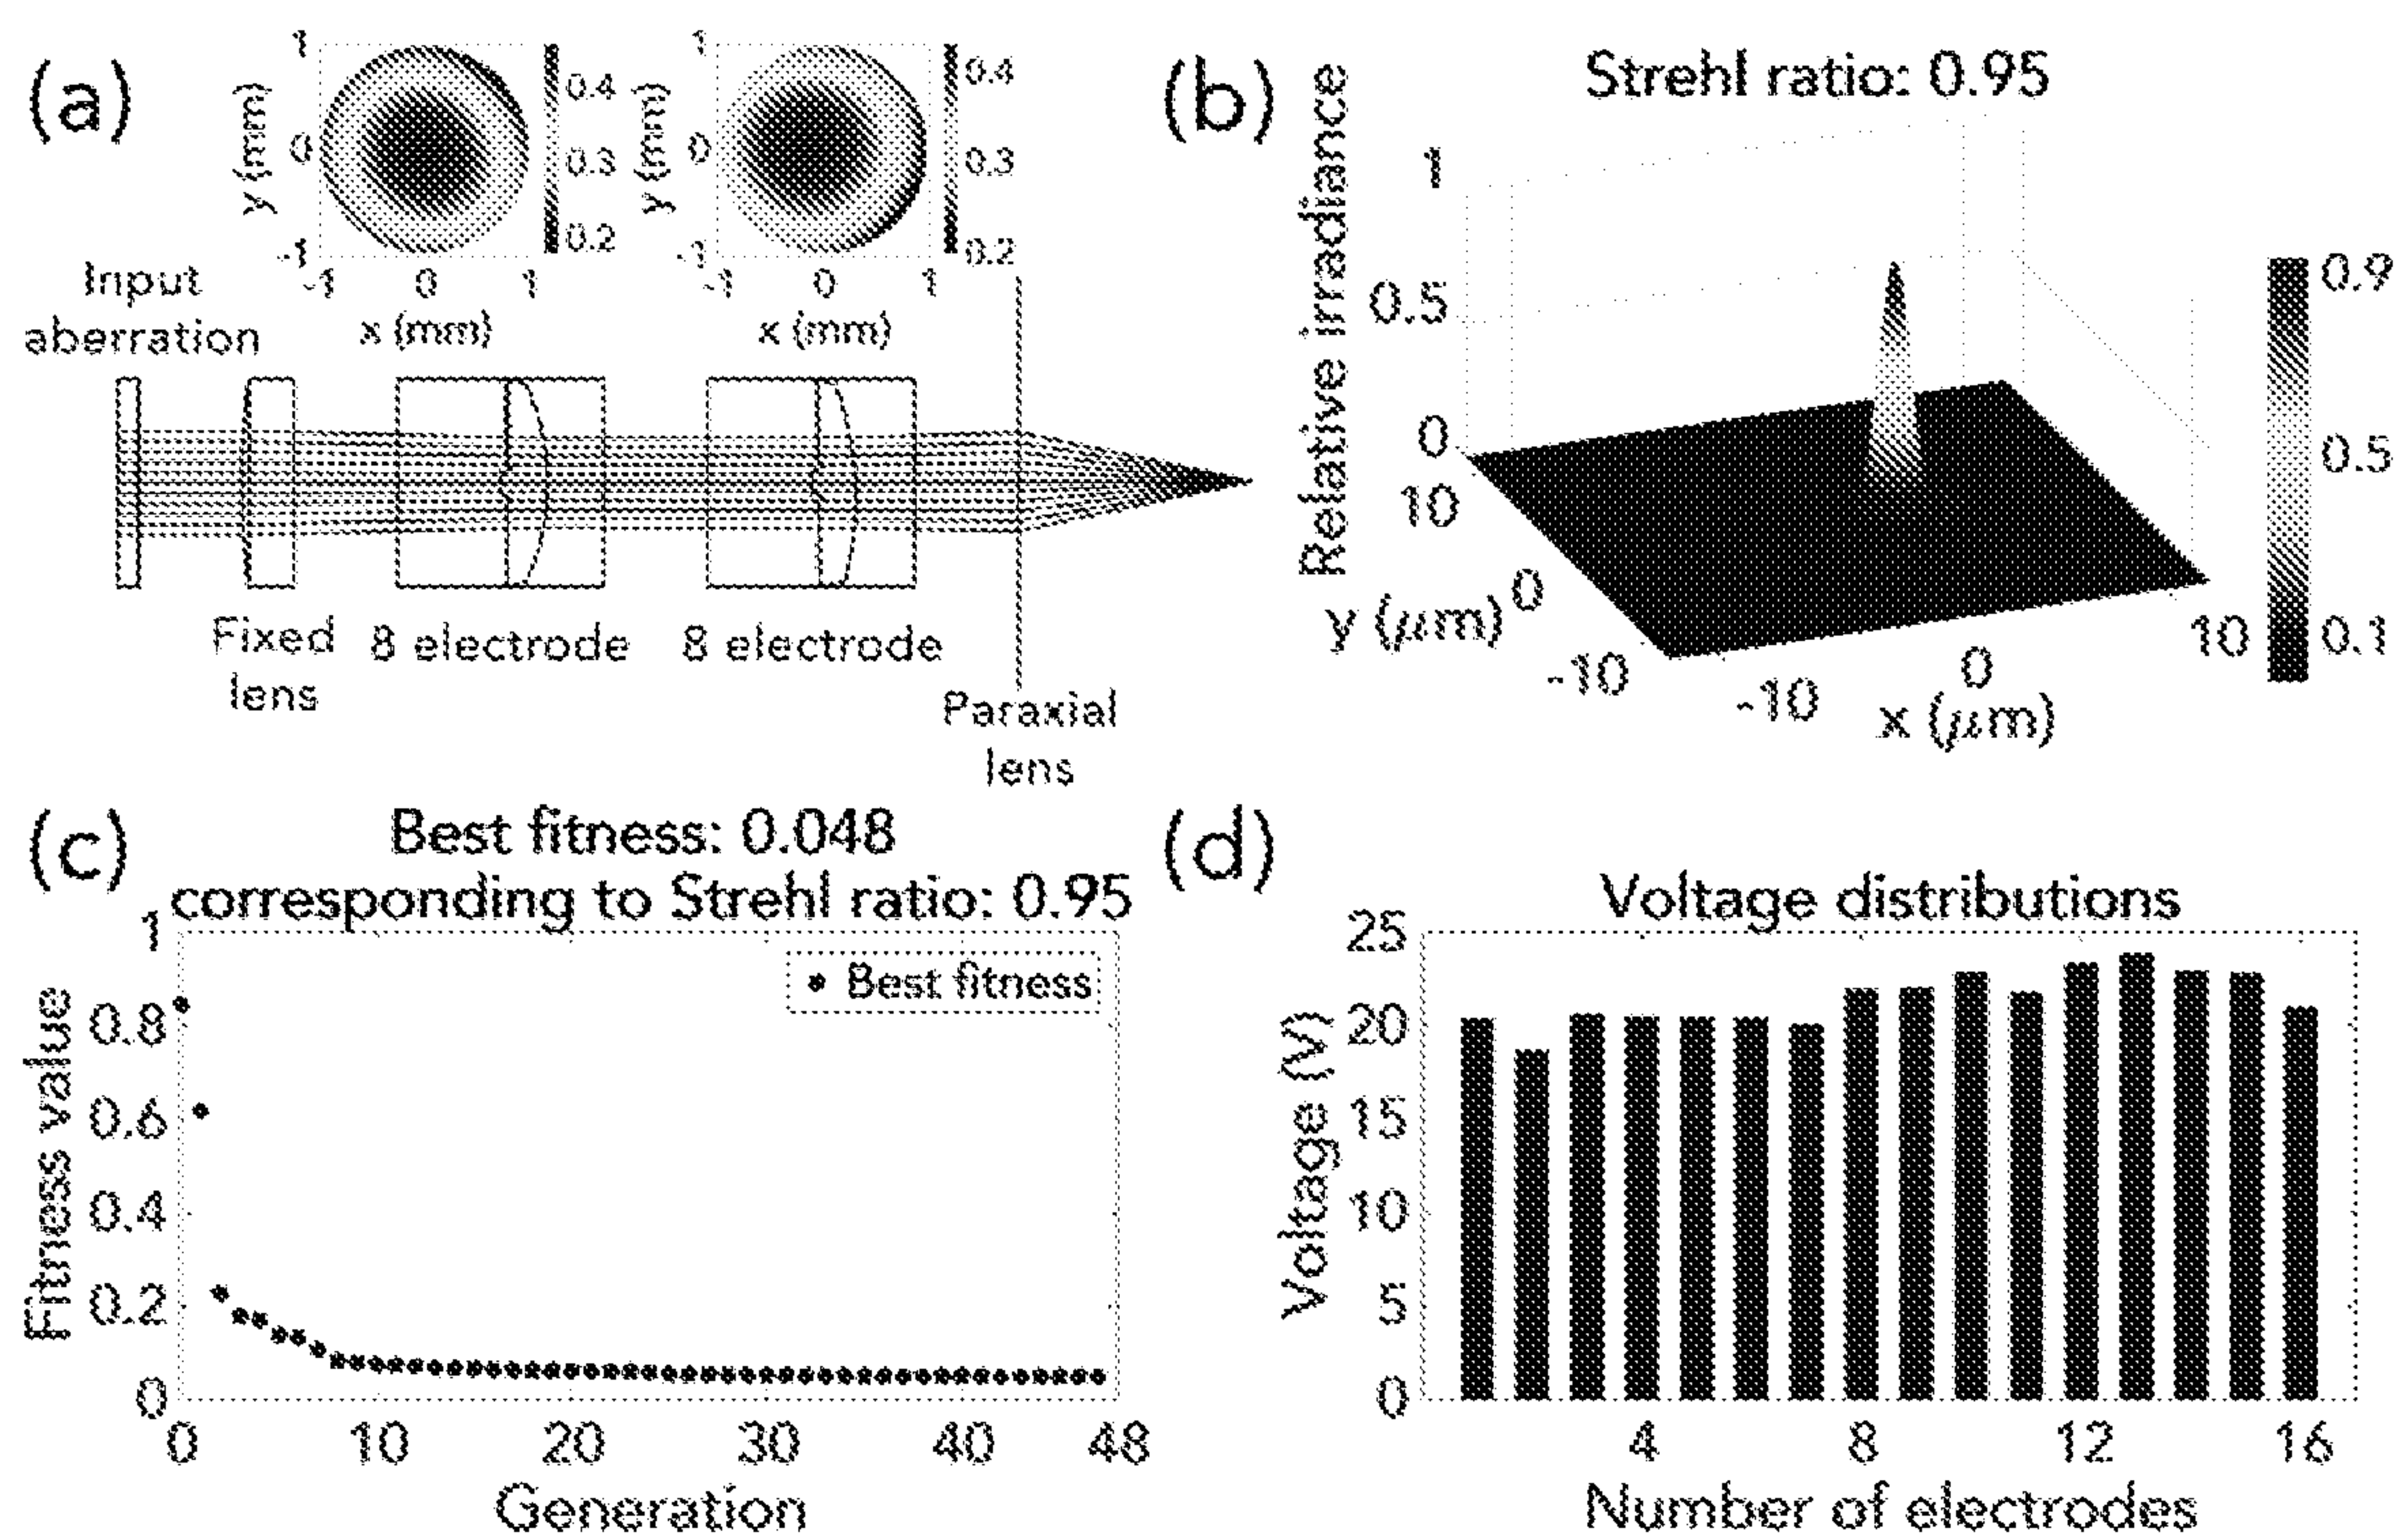 (a)
1
0
-1
y (mm)
-1 0 1
x (mm)
0.4
0.3
0.2
1
0
-1
y (mm)
-1 0 1
x (mm)
0.4
0.3
0.2
Input
aberration
Fixed
lens
8 electrode
8 electrode
Paraxial
lens
(b)
Strehl ratio: 0.95
Relative irradiance
1
0.5
0
10
0
-10
y (μm)
-10
0
10
x (μm)
0.9
0.5
0.1
(c)
Best fitness: 0.048
corresponding to Strehl ratio: 0.95
Best fitness
Fitness value
1
0.8
0.6
0.4
0.2
0
0 10 20 30 40 48
Generation
(d)
Voltage distributions
Voltage (V)
25
20
15
10
5
0
4 8 12 16
Number of electrodes